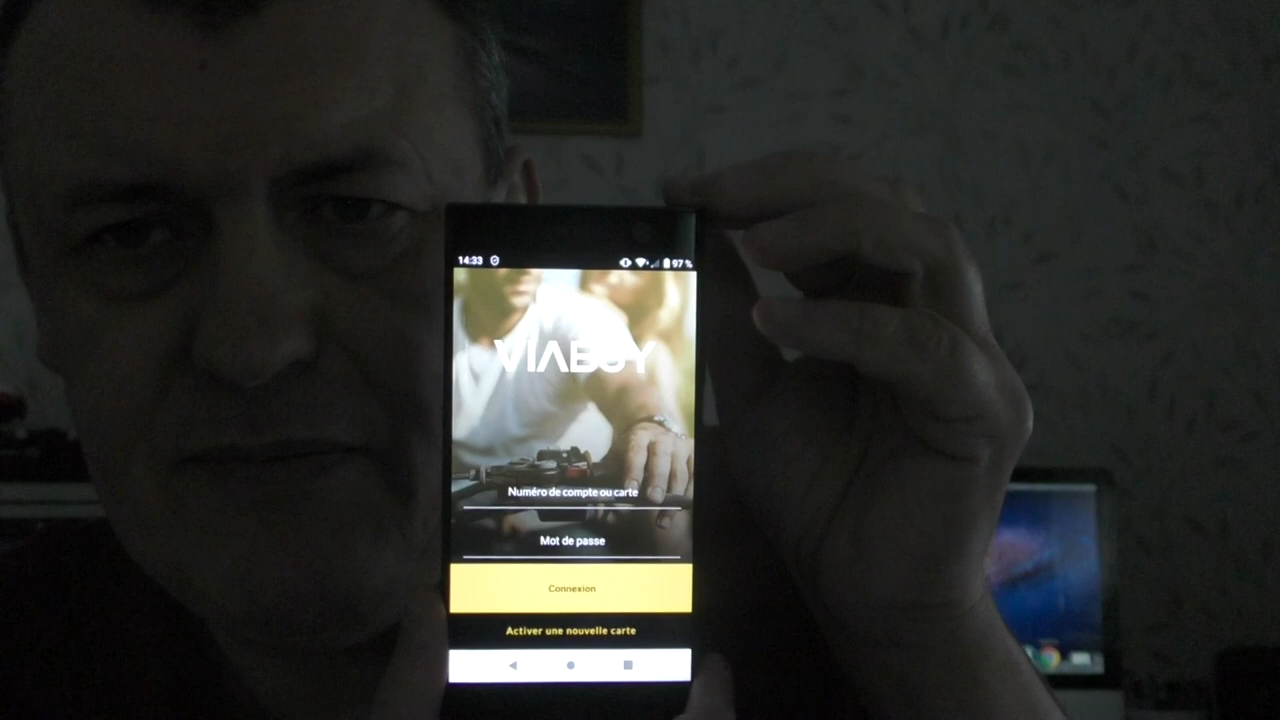 14:33 97 %
VIABUY
Numéro de compte ou carte
Mot de passe
Connexion
Activer une nouvelle carte